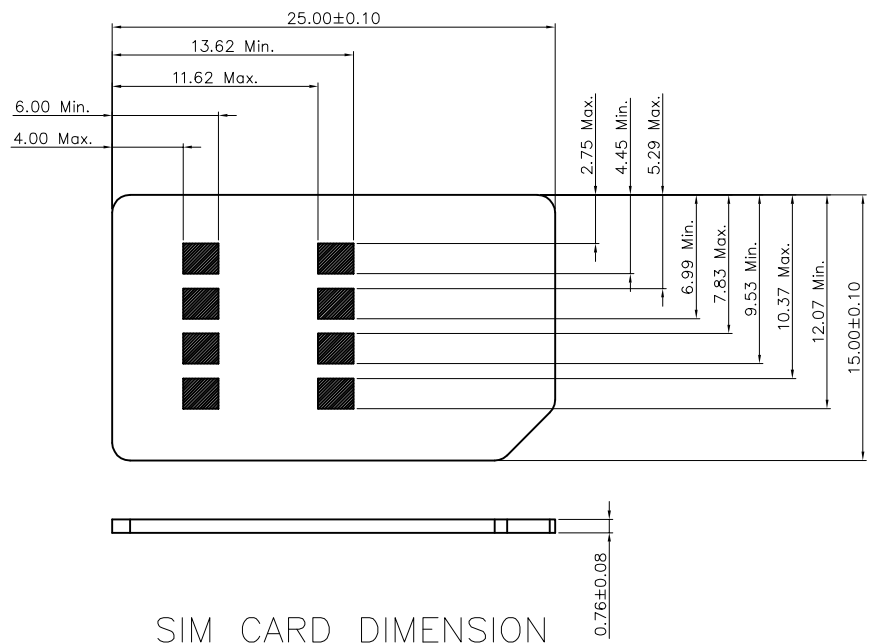 25.00±0.10
13.62 Min.
11.62 Max.
6.00 Min.
4.00 Max.
2.75 Max.
4.45 Min.
5.29 Max.
6.99 Min.
7.83 Max.
9.53 Min.
10.37 Max.
12.07 Min.
15.00±0.10
0.76±0.08
SIM CARD DIMENSION